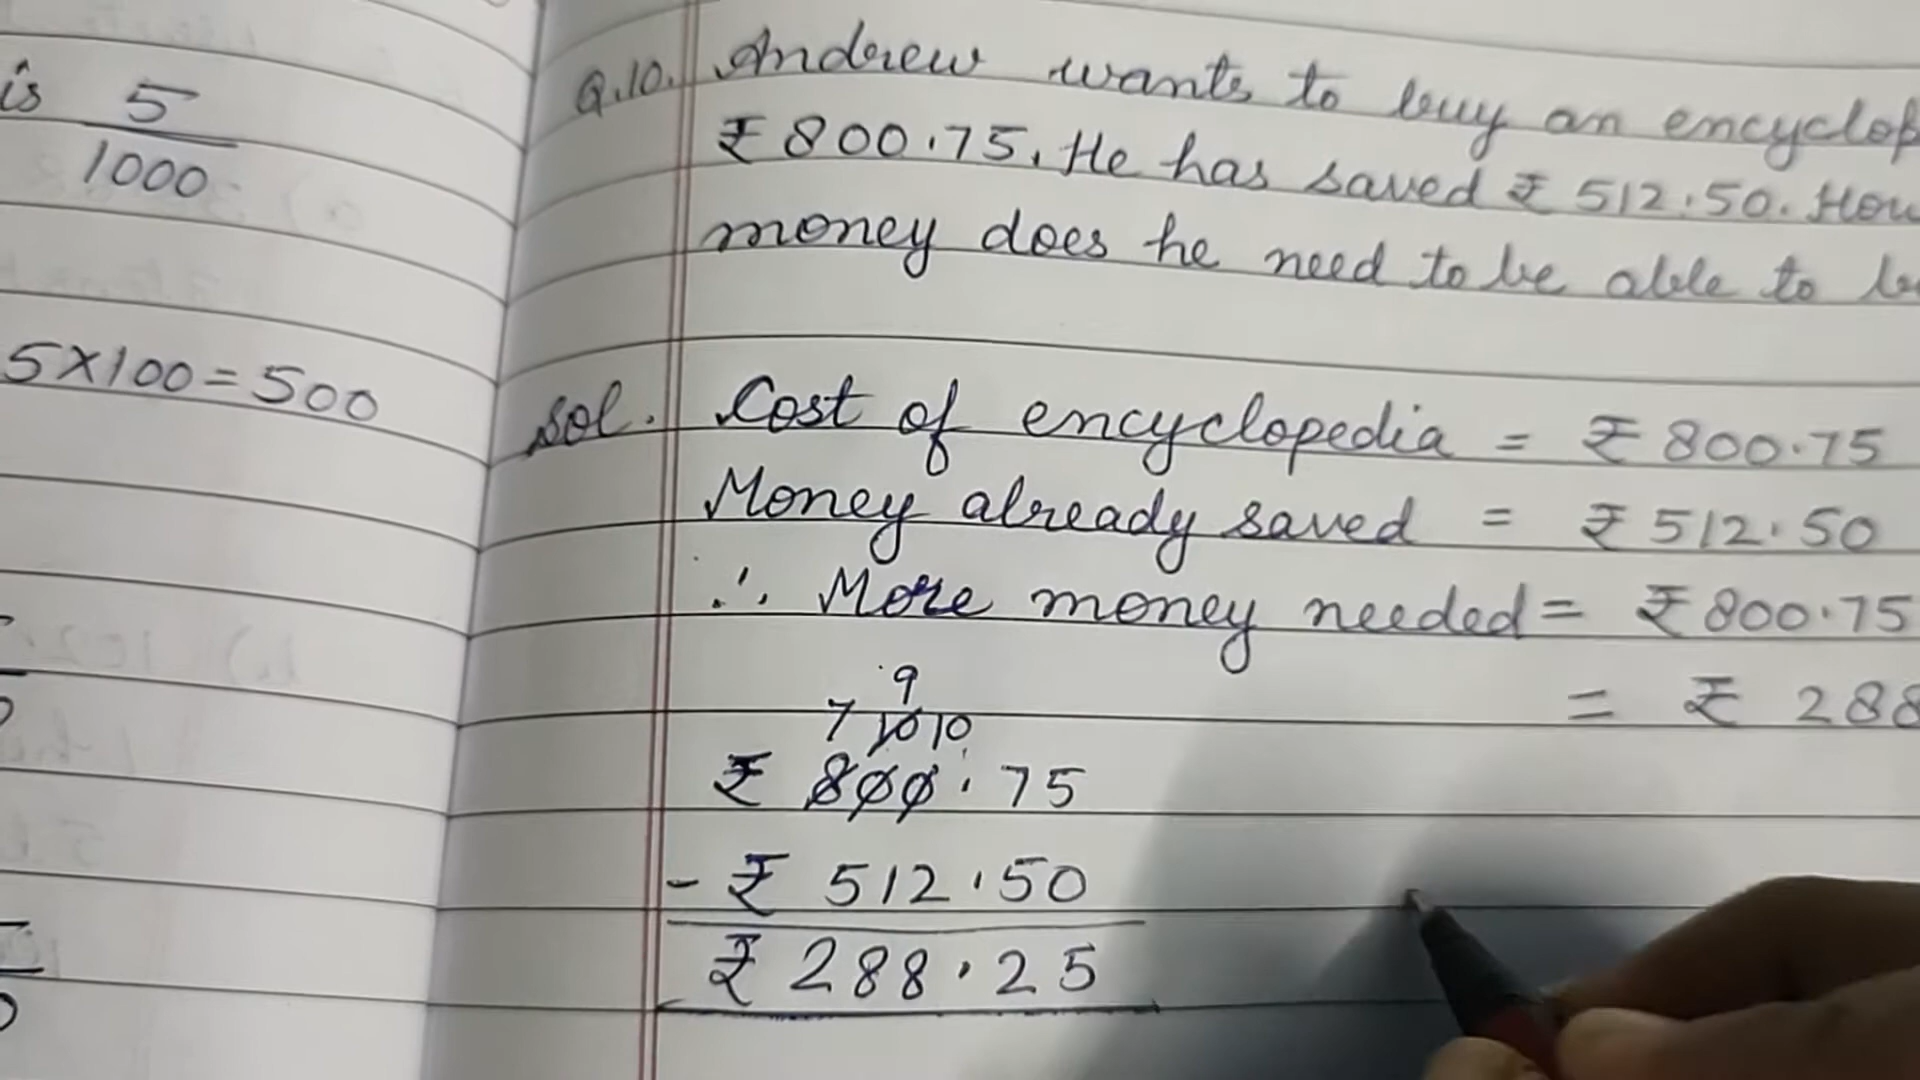 is 5
1000
5×100=500
Q.10. Andrew wants to buy an
₹800.75. He has saved ₹512.50.
money does he need to be able to
Sol. Cost of encyclopedia = ₹800.75
Money already saved = ₹512.50
∴ More money needed = ₹800.75
= ₹ 288
9
7 10 10
₹ 800.75
- ₹ 512.50
₹ 288.25